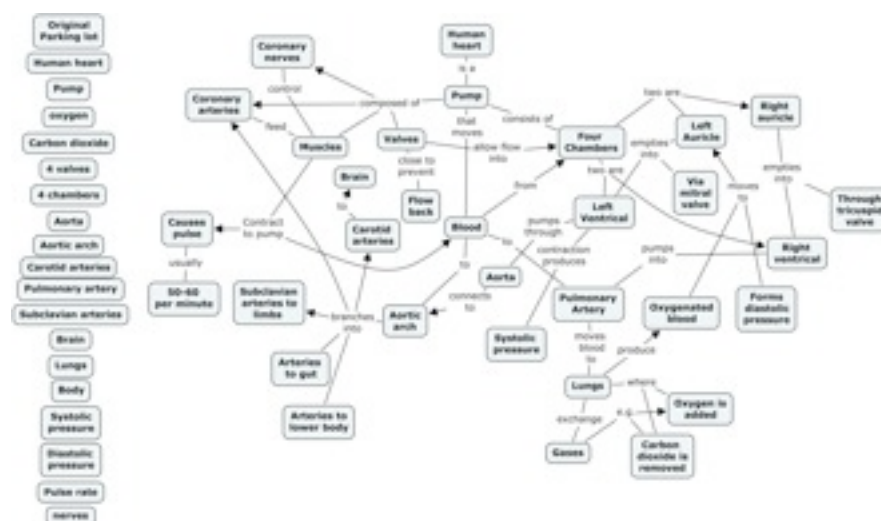 Original
Parking lot
Human heart
Pump
oxygen
Carbon dioxide
4 valves
4 chambers
Aorta
Aortic arch
Carotid arteries
Pulmonary artery
Subclavian arteries
Brain
Lungs
Body
Systolic
pressure
Diastolic
pressure
Pulse rate
nerves
Human
heart
is a
Pump
Coronary
nerves
control
Coronary
arteries
feed
Muscles
composed of
Valves
close to
prevent
Flow
back
that
moves
consists of
allow flow
into
Four
Chambers
two are
Right
auricle
Left
Auricle
empties
into
Via
mitral
valve
moves
to
empties
into
Through
tricuspid
valve
two are
Left
Ventrical
Right
ventrical
Brain
to
Carotid
arteries
Causes
pulse
Contract
to pump
usually
50-60
per minute
Blood
from
to
to
pumps
through
contraction
produces
Aorta
connects
to
pumps
into
Pulmonary
Artery
Oxygenated
blood
Forms
diastolic
pressure
Subclavian
arteries to
limbs
branches
into
Aortic
arch
Systolic
pressure
moves
blood
to
produce
Arteries
to gut
Arteries to
lower body
Lungs
where
Oxygen is
added
exchange
e.g.
Gases
Carbon
dioxide is
removed